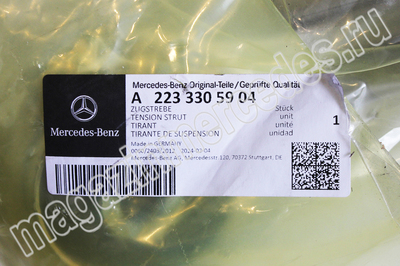 Mercedes-Benz Original-Teile / Geprüfte Qualität
A 223 330 59 04
ZUGSTREBE Stück
TENSION STRUT unit
TIRANT unité
TIRANTE DE SUSPENSION unidad
1
Mercedes-Benz
Made in GERMANY
Mercedes-Benz AG, Mercedesstr 120, 70372 Stuttgart, DE
magazin-mercedes.ru